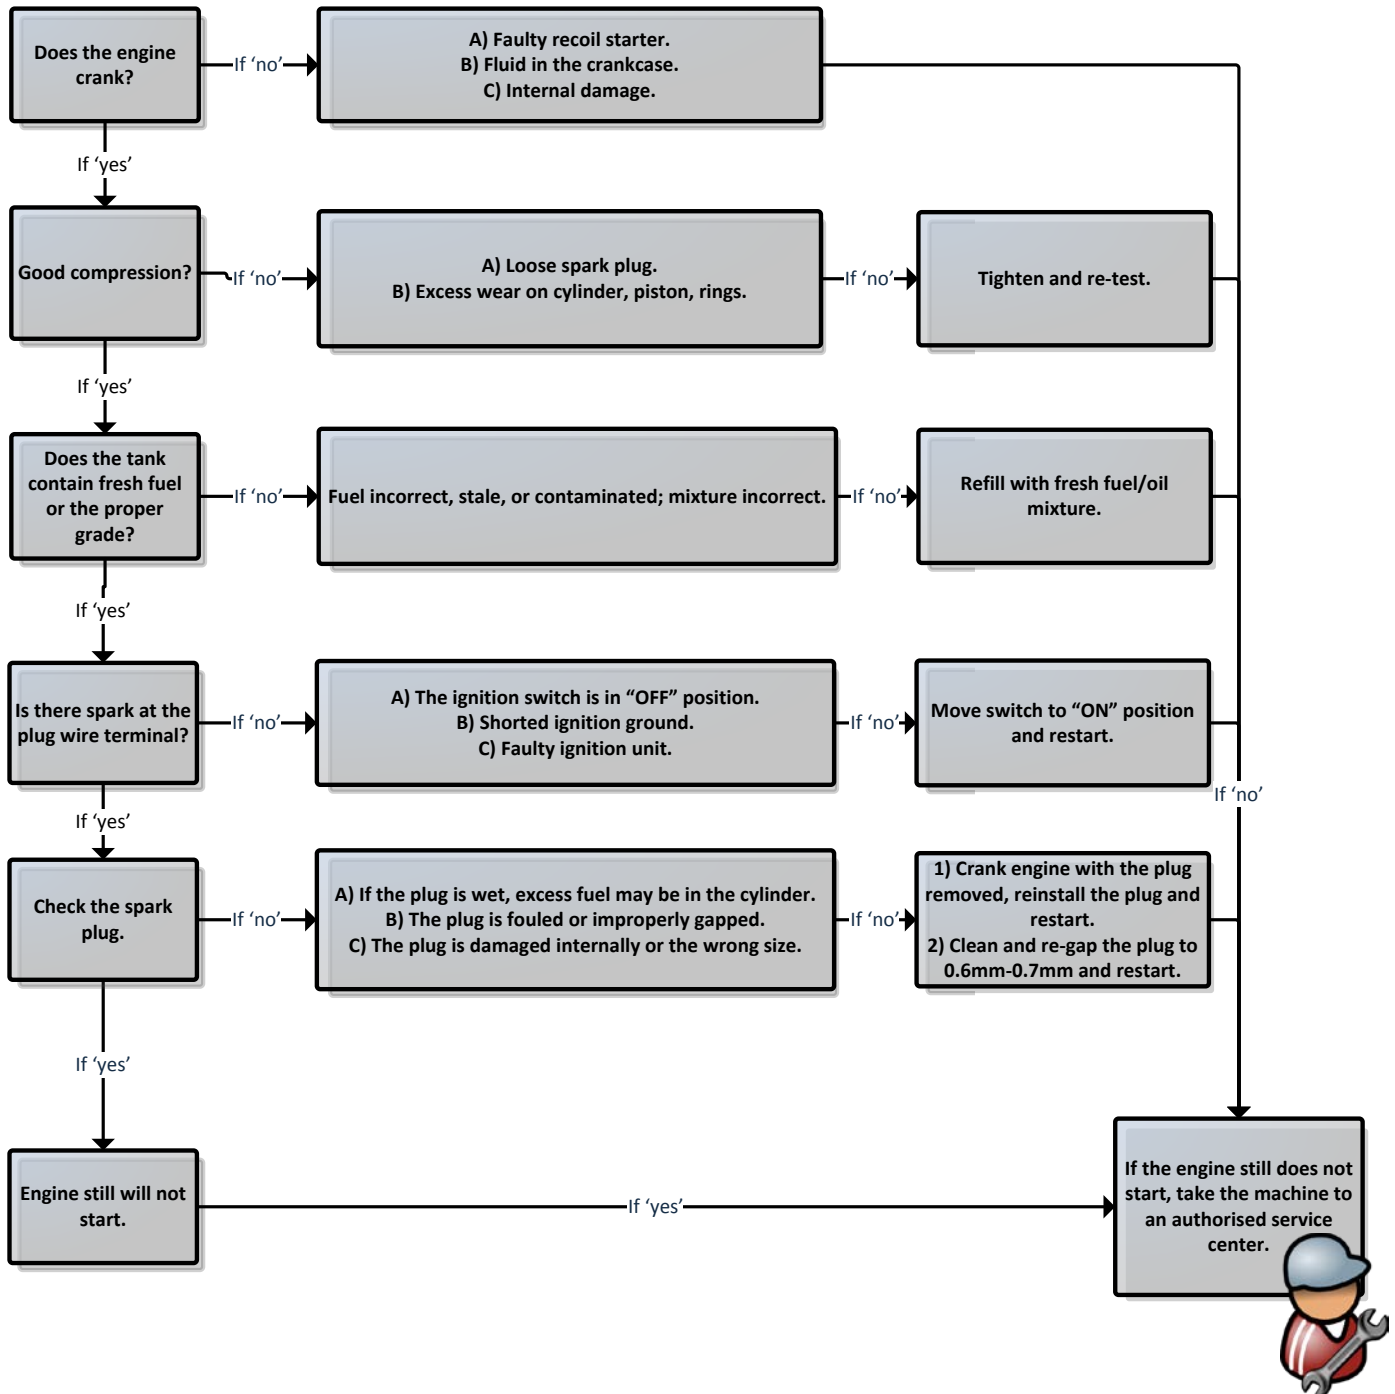 Does the engine
crank?
If ‘no’
A) Faulty recoil starter.
B) Fluid in the crankcase.
C) Internal damage.
If ‘yes’
Good compression?
If ‘no’
A) Loose spark plug.
B) Excess wear on cylinder, piston, rings.
If ‘no’
Tighten and re-test.
If ‘yes’
Does the tank
contain fresh fuel
or the proper
grade?
If ‘no’
Fuel incorrect, stale, or contaminated; mixture incorrect.
If ‘no’
Refill with fresh fuel/oil
mixture.
If ‘yes’
Is there spark at the
plug wire terminal?
If ‘no’
A) The ignition switch is in “OFF” position.
B) Shorted ignition ground.
C) Faulty ignition unit.
If ‘no’
Move switch to “ON” position
and restart.
If ‘no’
If ‘yes’
Check the spark
plug.
If ‘no’
A) If the plug is wet, excess fuel may be in the cylinder.
B) The plug is fouled or improperly gapped.
C) The plug is damaged internally or the wrong size.
If ‘no’
1) Crank engine with the plug
removed, reinstall the plug and
restart.
2) Clean and re-gap the plug to
0.6mm-0.7mm and restart.
If ‘yes’
Engine still will not
start.
If ‘yes’
If the engine still does not
start, take the machine to
an authorised service
center.